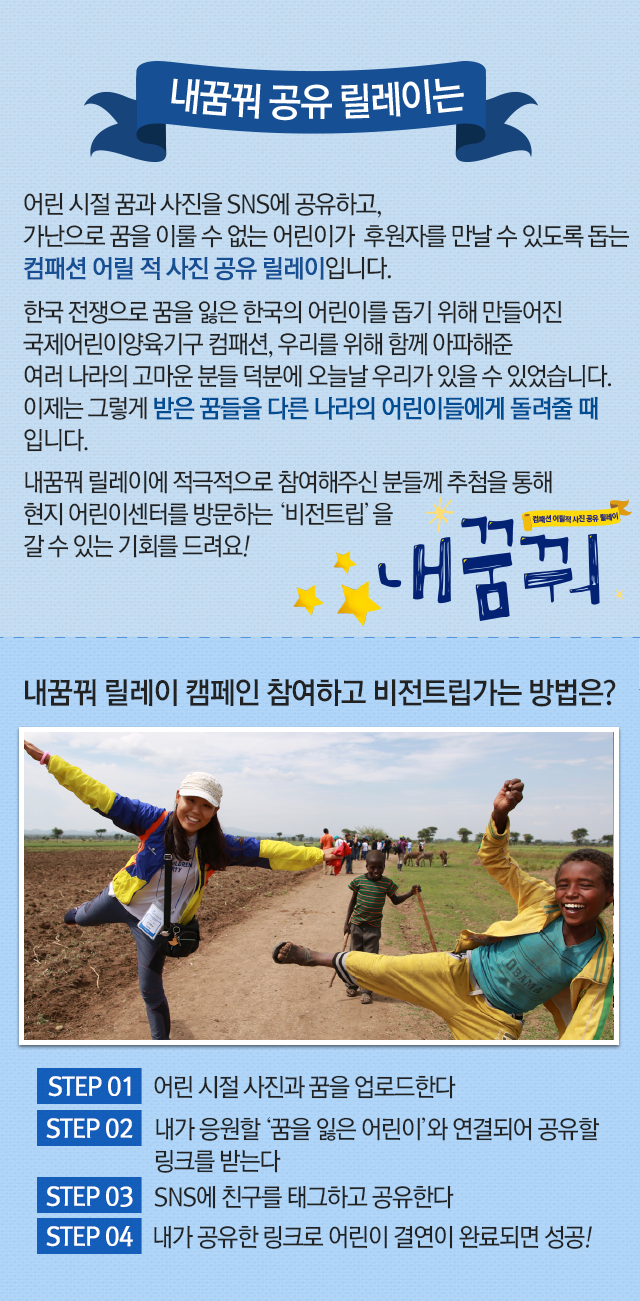 내꿈꿔 공유 릴레이는
어린 시절 꿈과 사진을 SNS에 공유하고,
가난으로 꿈을 이룰 수 없는 어린이가 후원자를 만날 수 있도록 돕는
컴패션 어릴 적 사진 공유 릴레이입니다.
한국 전쟁으로 꿈을 잃은 한국의 어린이를 돕기 위해 만들어진
국제어린이양육기구 컴패션, 우리를 위해 함께 아파해준
여러 나라의 고마운 분들 덕분에 오늘날 우리가 있을 수 있었습니다.
이제는 그렇게 받은 꿈들을 다른 나라의 어린이들에게 돌려줄 때
입니다.
내꿈꿔 릴레이에 적극적으로 참여해주신 분들께 추첨을 통해
현지 어린이센터를 방문하는 ‘비전트립’을
갈 수 있는 기회를 드려요!
컴패션 어릴적 사진 공유 릴레이
내꿈꿔
내꿈꿔 릴레이 캠페인 참여하고 비전트립가는 방법은?
OBAMA
STEP 01 어린 시절 사진과 꿈을 업로드한다
STEP 02 내가 응원할 ‘꿈을 잃은 어린이’와 연결되어 공유할
링크를 받는다
STEP 03 SNS에 친구를 태그하고 공유한다
STEP 04 내가 공유한 링크로 어린이 결연이 완료되면 성공!